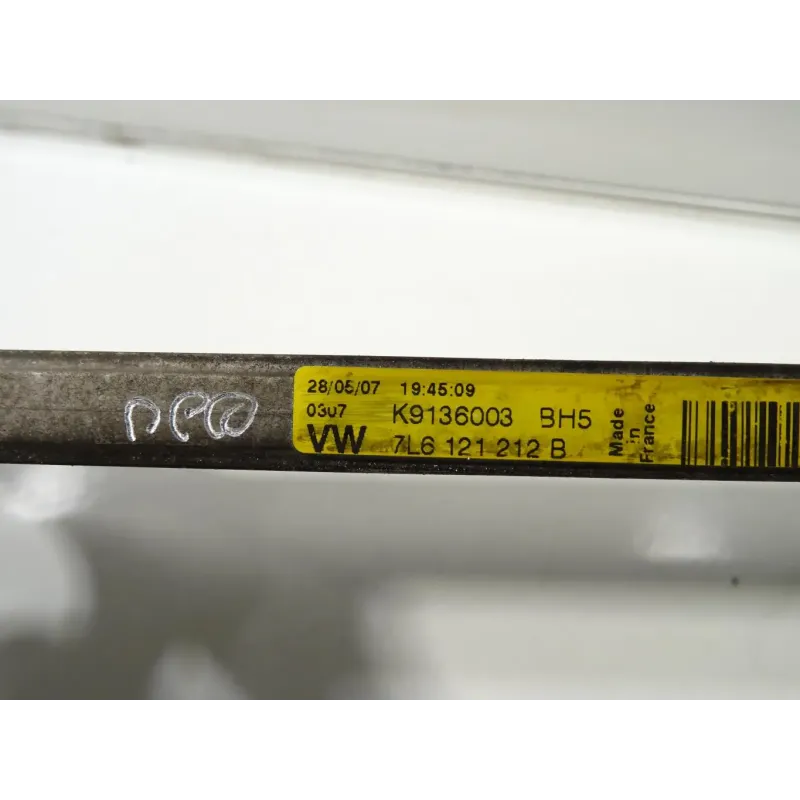 28/05/07 19:45:09
0307 K9136003 BH5
VW 7L6 121 212 B
Made
in
France